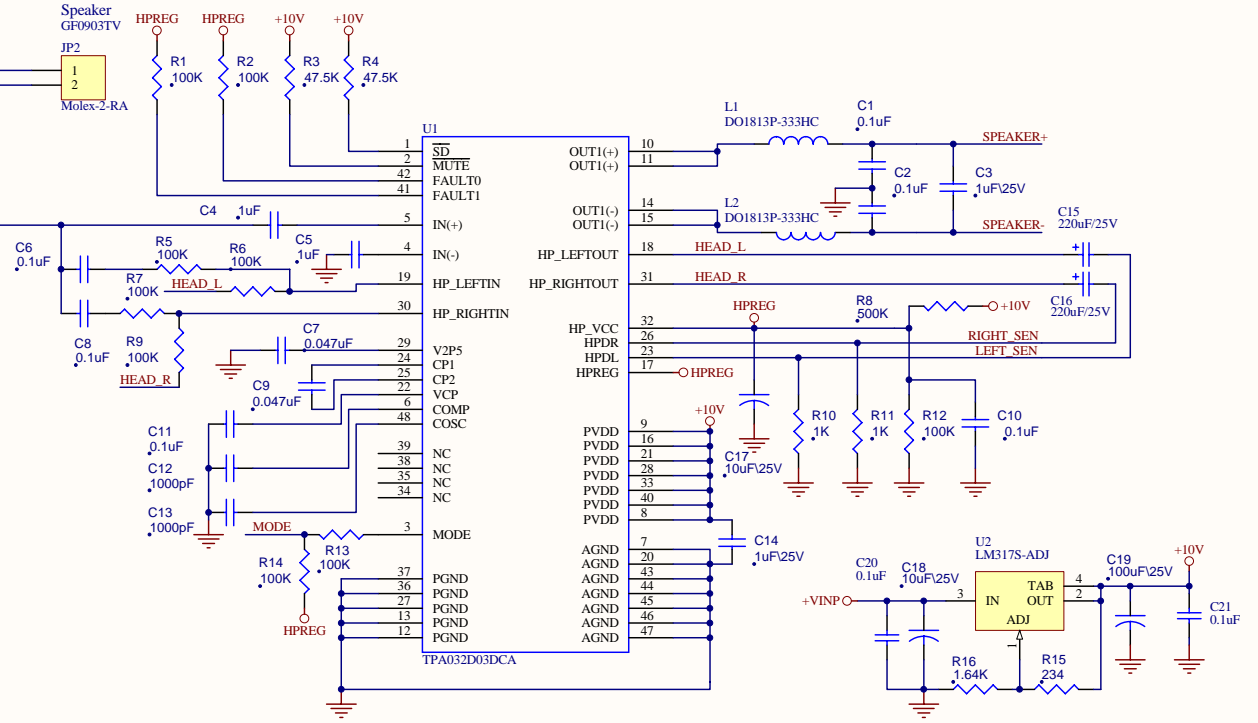 Speaker
GF0903TV
JP2
1
2
Molex-2-RA
HPREG
HPREG
+10V
+10V
R1
100K
R2
100K
R3
47.5K
R4
47.5K
U1
1
SD
2
MUTE
42
FAULT0
41
FAULT1
5
IN(+)
4
IN(-)
19
HP_LEFTIN
30
HP_RIGHTIN
29
V2P5
24
CP1
25
CP2
22
VCP
6
COMP
48
COSC
39
NC
38
NC
35
NC
34
NC
3
MODE
37
PGND
36
PGND
27
PGND
13
PGND
12
PGND
TPA032D03DCA
OUT1(+)
10
OUT1(+)
11
OUT1(-)
14
OUT1(-)
15
HP_LEFTOUT
18
HP_RIGHTOUT
31
HP_VCC
32
HPDR
26
HPDL
23
HPREG
17
PVDD
9
PVDD
16
PVDD
21
PVDD
28
PVDD
33
PVDD
40
PVDD
8
AGND
7
AGND
20
AGND
43
AGND
44
AGND
45
AGND
46
AGND
47
C4
1uF
C5
1uF
C6
0.1uF
R5
100K
R6
100K
R7
100K
HEAD_L
C8
0.1uF
R9
100K
HEAD_R
C7
0.047uF
C9
0.047uF
C11
0.1uF
C12
1000pF
C13
1000pF
MODE
R13
100K
R14
100K
HPREG
L1
DO1813P-333HC
C1
0.1uF
SPEAKER+
C2
0.1uF
C3
1uF\25V
L2
DO1813P-333HC
SPEAKER-
C15
220uF/25V
HEAD_L
+
HEAD_R
+
C16
220uF/25V
HPREG
R8
500K
+10V
RIGHT_SEN
LEFT_SEN
HPREG
+10V
C17
10uF\25V
R10
1K
R11
1K
R12
100K
C10
0.1uF
C14
1uF\25V
U2
LM317S-ADJ
C20
0.1uF
C18
10uF\25V
+VINP
3
IN
TAB
4
OUT
2
ADJ
1
C19
100uF\25V
+10V
C21
0.1uF
R16
1.64K
R15
234